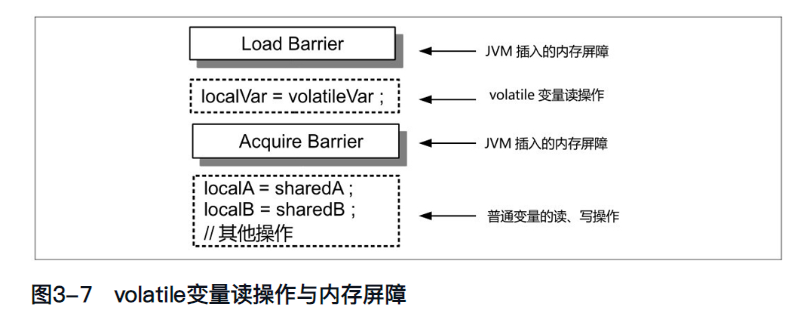 Load Barrier
JVM 插入的内存屏障
localVar = volatileVar ;
volatile 变量读操作
Acquire Barrier
JVM 插入的内存屏障
localA = sharedA ;
localB = sharedB ;
// 其他操作
普通变量的读、写操作
图3-7 volatile变量读操作与内存屏障